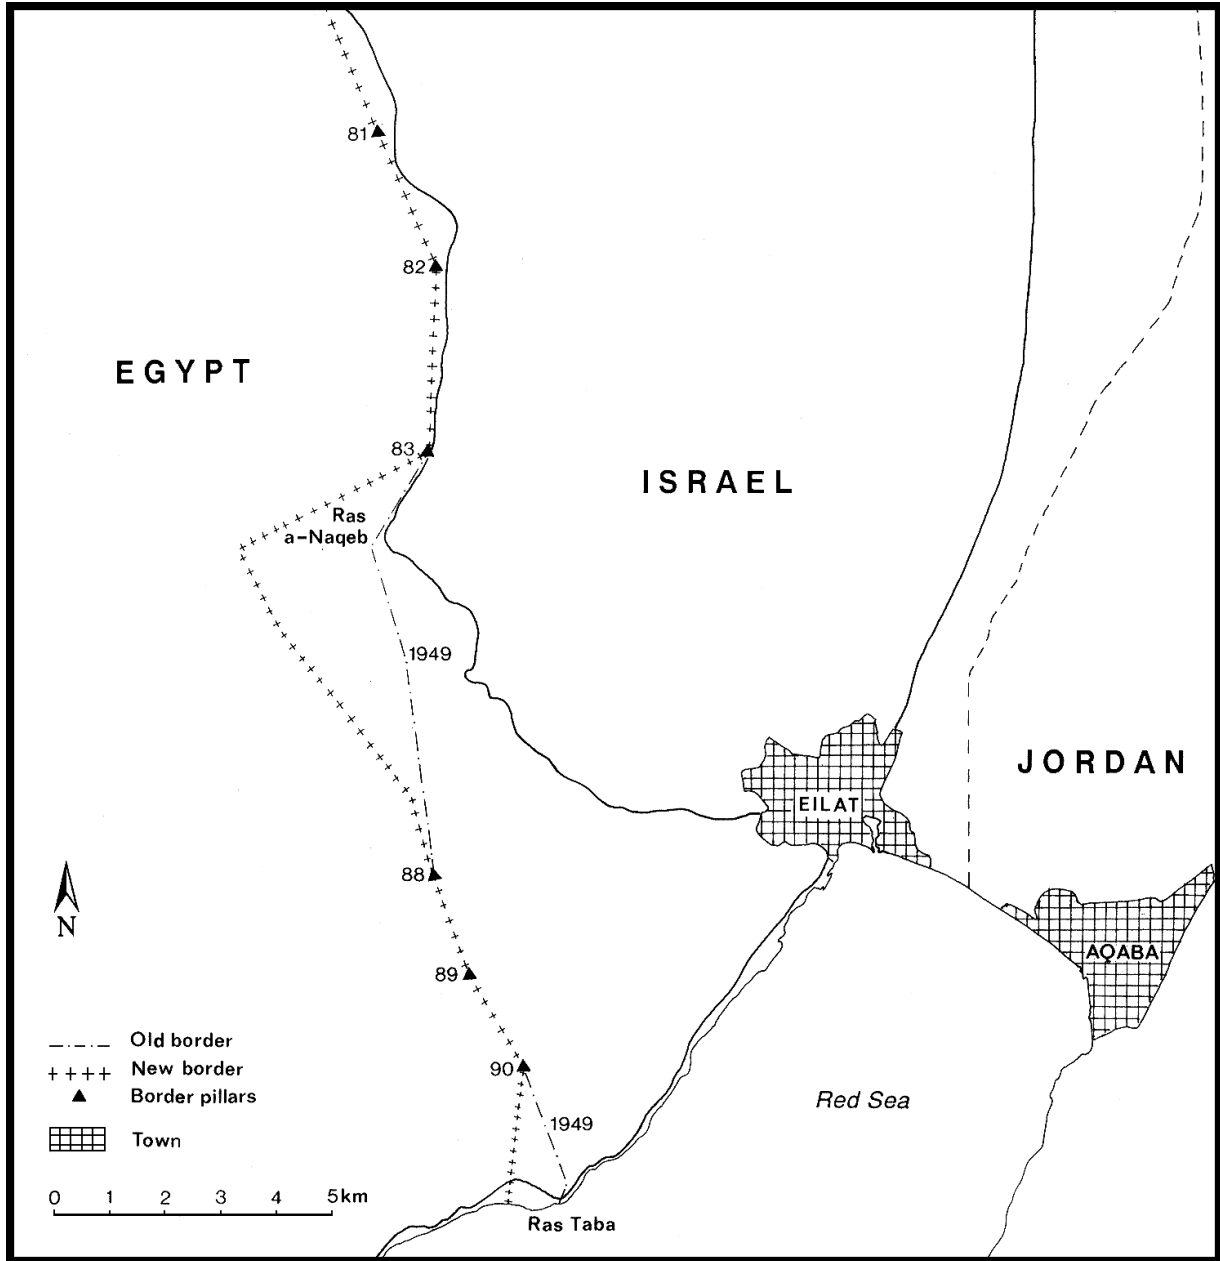 81
82
EGYPT
83
ISRAEL
Ras
a-Naqeb
1949
JORDAN
EILAT
88
N
AQABA
89
Old border
New border
90
Border pillars
Red Sea
1949
Town
0 1 2 3 4 5km
Ras Taba